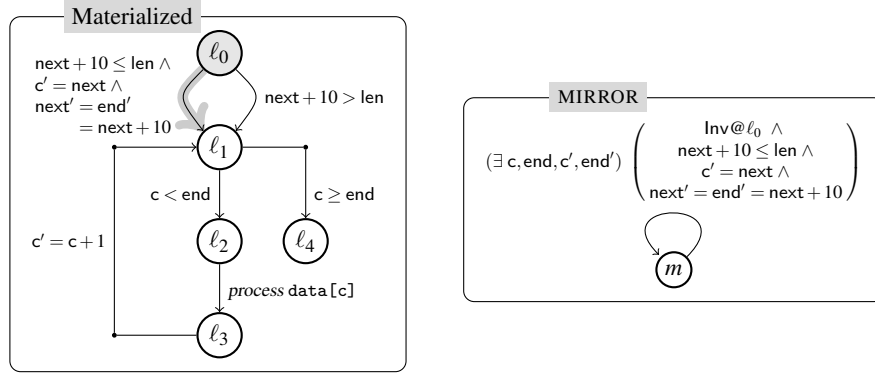 Materialized
ℓ0
next + 10 ≤ len ∧
c′ = next ∧
next′ = end′
= next + 10
next + 10 > len
ℓ1
c < end
c ≥ end
ℓ2
ℓ4
c′ = c + 1
process data[c]
ℓ3
MIRROR
(∃ c, end, c′, end′)
Inv@ℓ0 ∧
next + 10 ≤ len ∧
c′ = next ∧
next′ = end′ = next + 10
m